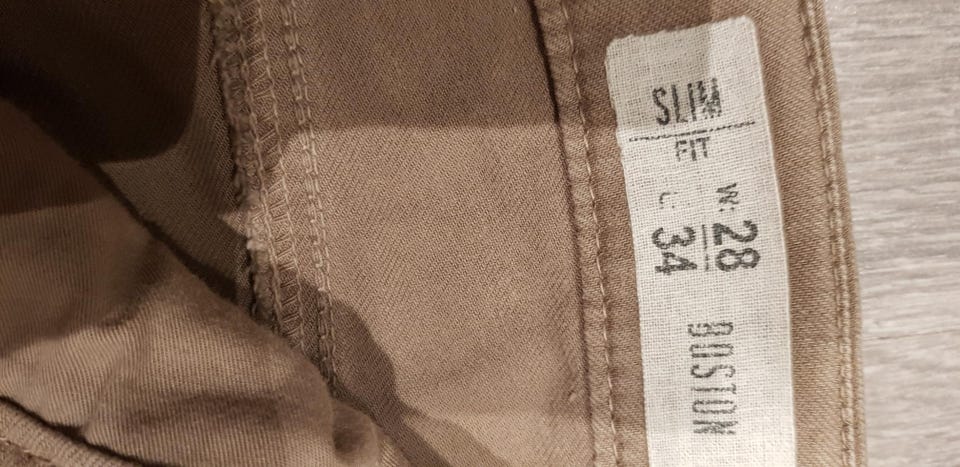 SLIM
FIT
W: 28
L: 34
BOSTON